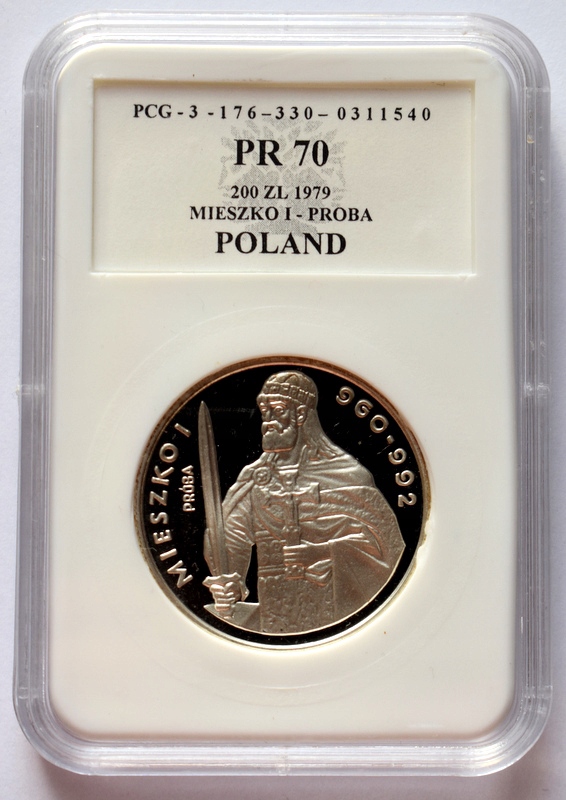 PCG - 3 - 176 - 330 - 0311540
PR 70
200 ZL 1979
MIESZKO I - PROBA
POLAND
MIESZKO I
PRÓBA
960-992